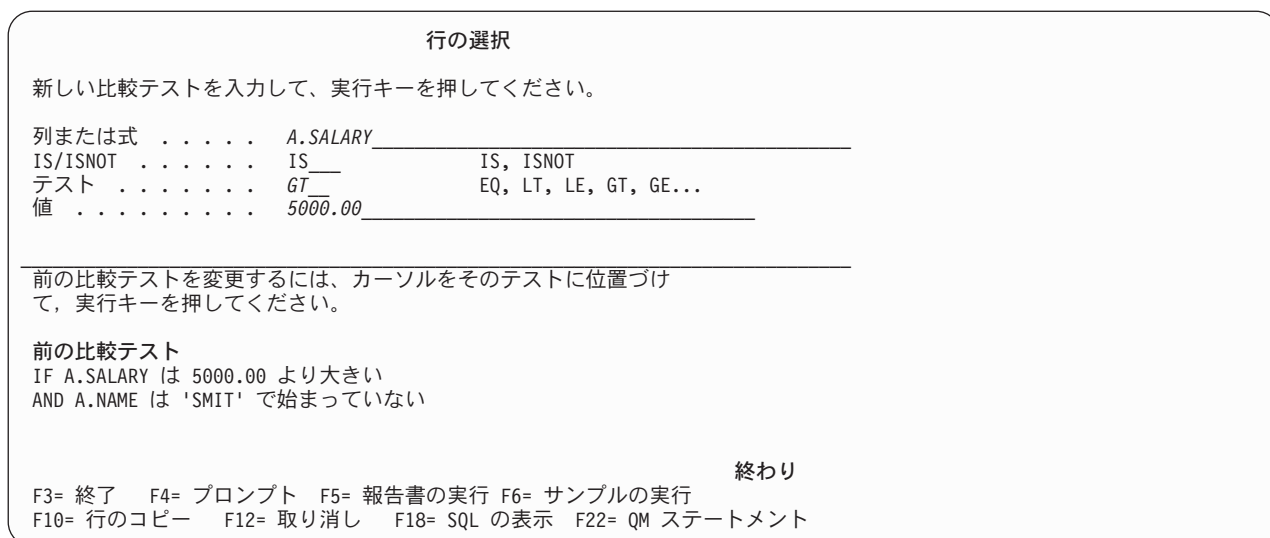 行の選択
新しい比較テストを入力して、実行キーを押してください。
列または式 . . . . . A.SALARY_____________________________________________
IS/ISNOT . . . . . . IS___ IS, ISNOT
テスト . . . . . . . GT__ EQ, LT, LE, GT, GE...
値 . . . . . . . . . 5000.00_____________________________________
前の比較テストを変更するには、カーソルをそのテストに位置づけ
て, 実行キーを押してください。
前の比較テスト
IF A.SALARY は 5000.00 より大きい
AND A.NAME は 'SMIT' で始まっていない
終わり
F3= 終了 F4= プロンプト F5= 報告書の実行 F6= サンプルの実行
F10= 行のコピー F12= 取り消し F18= SQL の表示 F22= QM ステートメント